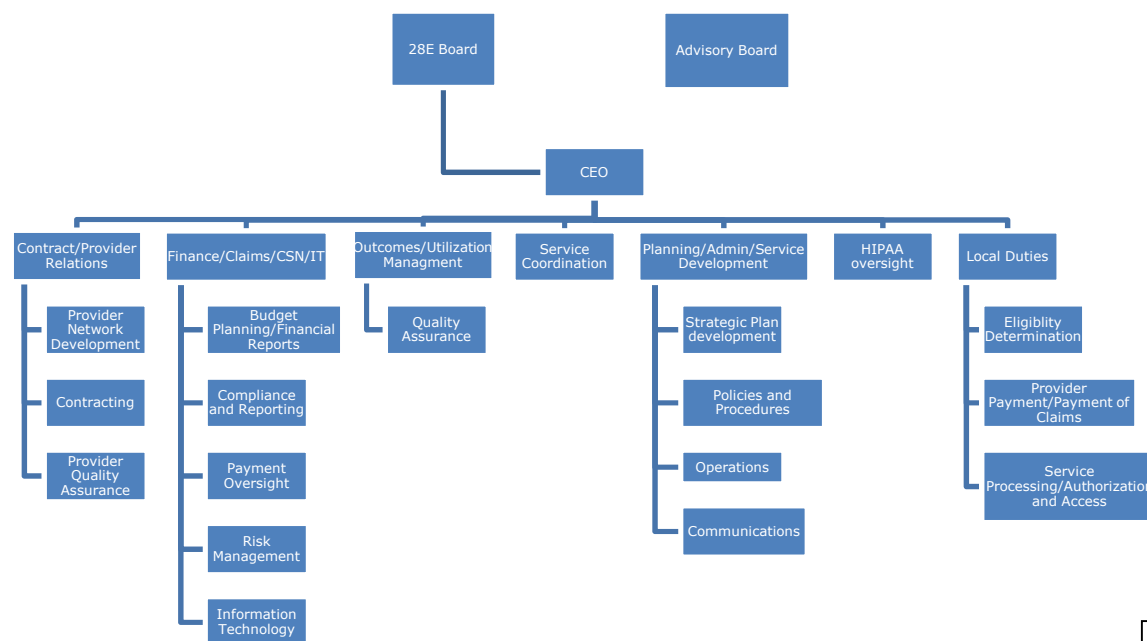 28E Board
Advisory Board
CEO
Contract/Provider
Relations
Finance/Claims/CSN/IT
Outcomes/Utilization
Managment
Service
Coordination
Planning/Admin/Service
Development
HIPAA
oversight
Local Duties
Provider
Network
Development
Contracting
Provider
Quality
Assurance
Budget
Planning/Financial
Reports
Compliance
and Reporting
Payment
Oversight
Risk
Management
Information
Technology
Quality
Assurance
Strategic Plan
development
Policies and
Procedures
Operations
Communications
Eligiblity
Determination
Provider
Payment/Payment of
Claims
Service
Processing/Authorization
and Access